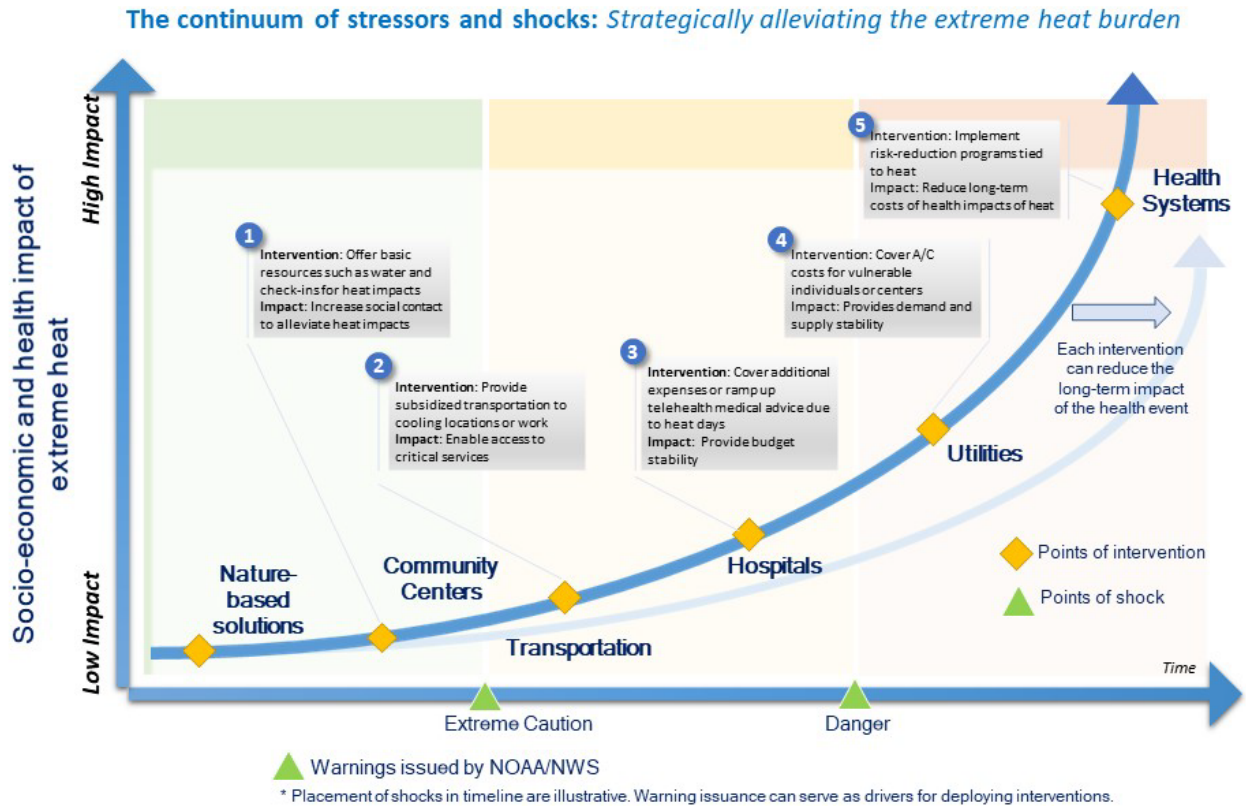 The continuum of stressors and shocks: Strategically alleviating the extreme heat burden
Socio-economic and health impact of
extreme heat
High Impact
Low Impact
1
Intervention: Offer basic
resources such as water and
check-ins for heat impacts
Impact: Increase social contact
to alleviate heat impacts
2
Intervention: Provide
subsidized transportation to
cooling locations or work
Impact: Enable access to
critical services
3
Intervention: Cover additional
expenses or ramp up
telehealth medical advice due
to heat days
Impact: Provide budget
stability
4
Intervention: Cover A/C
costs for vulnerable
individuals or centers
Impact: Provides demand and
supply stability
5
Intervention: Implement
risk-reduction programs tied
to heat
Impact: Reduce long-term
costs of health impacts of heat
Health
Systems
Each intervention
can reduce the
long-term impact
of the health event
Utilities
Hospitals
Community
Centers
Transportation
Nature-
based
solutions
Points of intervention
Points of shock
Time
Extreme Caution
Danger
Warnings issued by NOAA/NWS
* Placement of shocks in timeline are illustrative. Warning issuance can serve as drivers for deploying interventions.